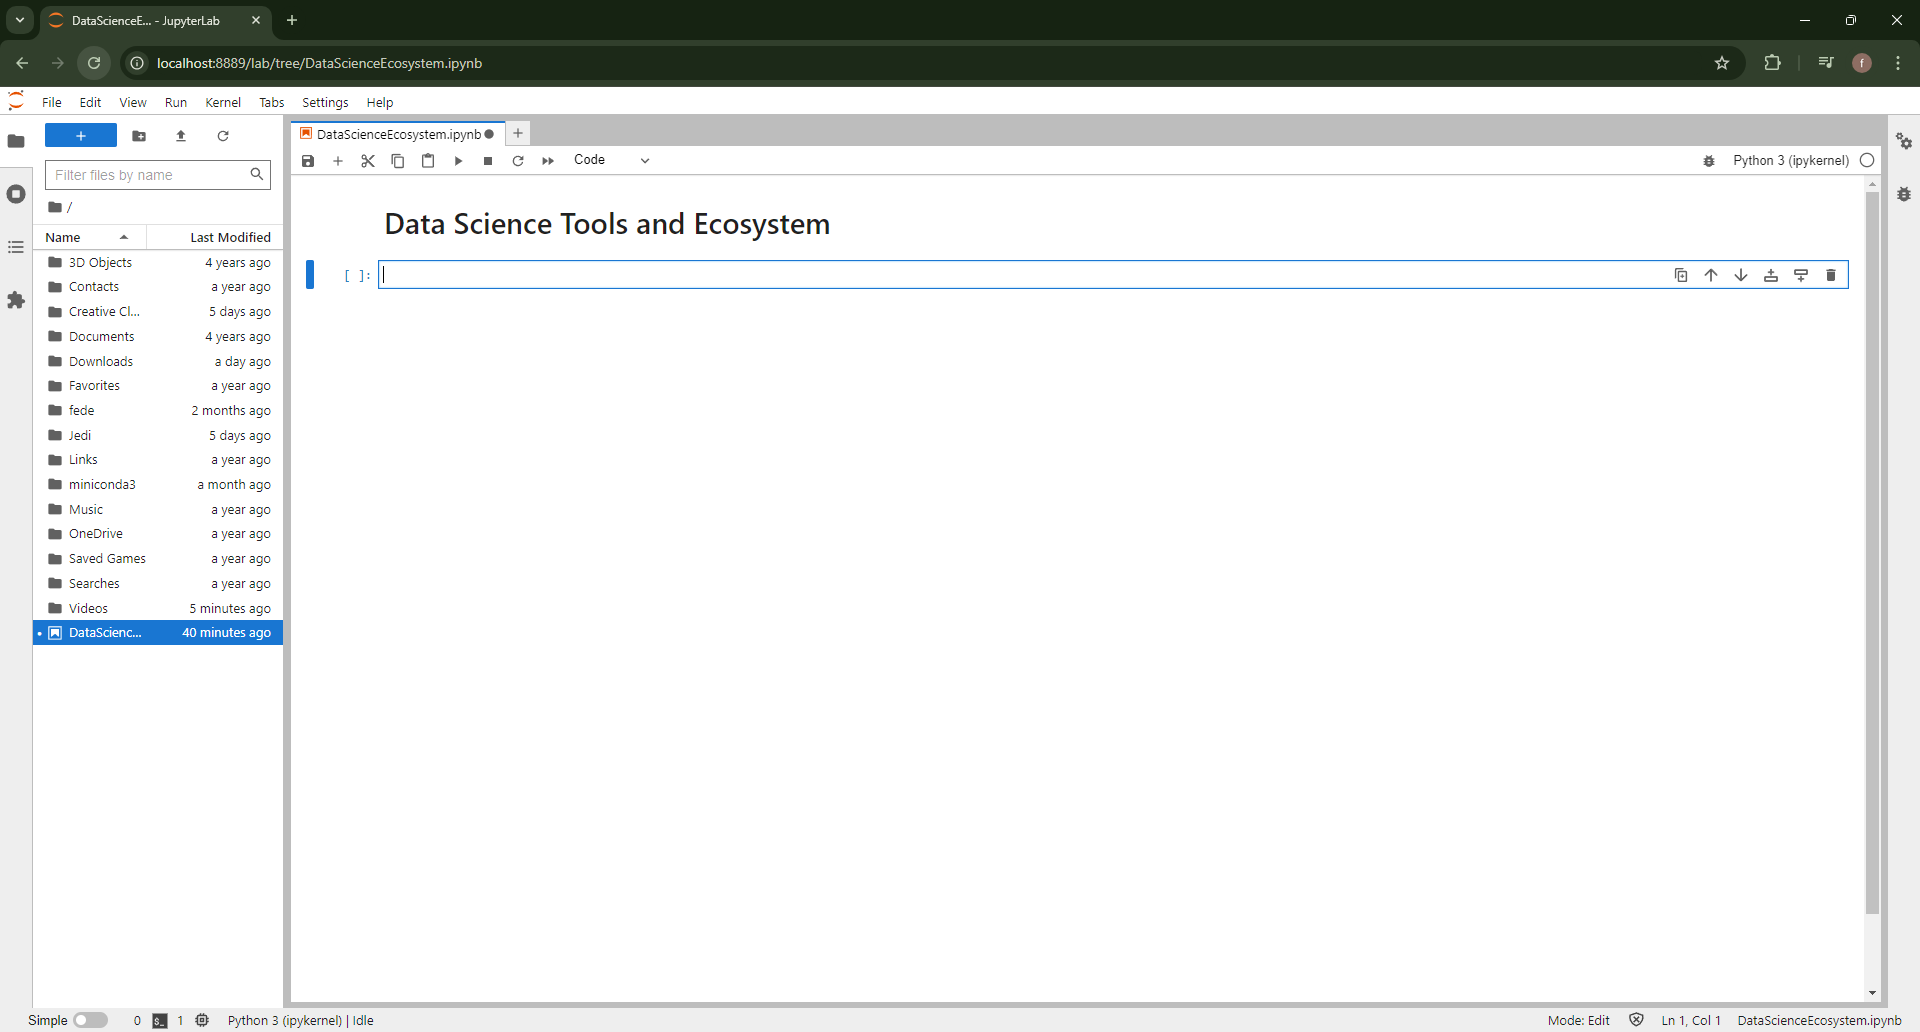 DataScienceE... - JupyterLab
localhost:8889/lab/tree/DataScienceEcosystem.ipynb
f
File Edit View Run Kernel Tabs Settings Help
DataScienceEcosystem.ipynb
Code
Python 3 (ipykernel)
Filter files by name
/
Name Last Modified
3D Objects 4 years ago
Contacts a year ago
Creative Cl... 5 days ago
Documents 4 years ago
Downloads a day ago
Favorites a year ago
fede 2 months ago
Jedi 5 days ago
Links a year ago
miniconda3 a month ago
Music a year ago
OneDrive a year ago
Saved Games a year ago
Searches a year ago
Videos 5 minutes ago
DataScienc... 40 minutes ago
Data Science Tools and Ecosystem
[ ]:
Simple 0 $_ 1 Python 3 (ipykernel) | Idle Mode: Edit Ln 1, Col 1 DataScienceEcosystem.ipynb